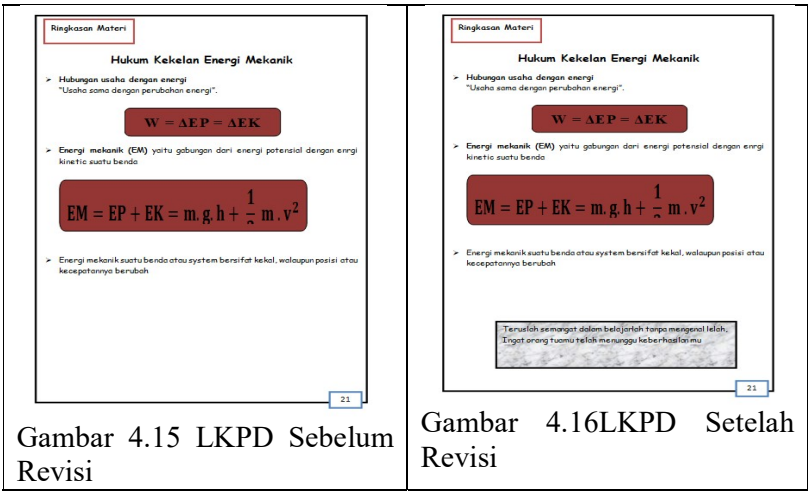 Ringkasan Materi
Hukum Kekelan Energi Mekanik
➢ Hubungan usaha dengan energi
"Usaha sama dengan perubahan energi".
W = ΔEP = ΔEK
➢ Energi mekanik (EM) yaitu gabungan dari energi potensial dengan enrgi
kinetic suatu benda
EM = EP + EK = m. g. h + 1/2 m . v²
➢ Energi mekanik suatu benda atau system bersifat kekal, walaupun posisi atau
kecepatannya berubah
21
Gambar 4.15 LKPD Sebelum
Revisi
Ringkasan Materi
Hukum Kekelan Energi Mekanik
➢ Hubungan usaha dengan energi
"Usaha sama dengan perubahan energi".
W = ΔEP = ΔEK
➢ Energi mekanik (EM) yaitu gabungan dari energi potensial dengan enrgi
kinetic suatu benda
EM = EP + EK = m. g. h + 1/2 m . v²
➢ Energi mekanik suatu benda atau system bersifat kekal, walaupun posisi atau
kecepatannya berubah
Teruslah semangat dalam belajarlah tanpa mengenal lelah,
Ingat orang tuamu telah menunggu keberhasilan mu
21
Gambar 4.16LKPD Setelah
Revisi